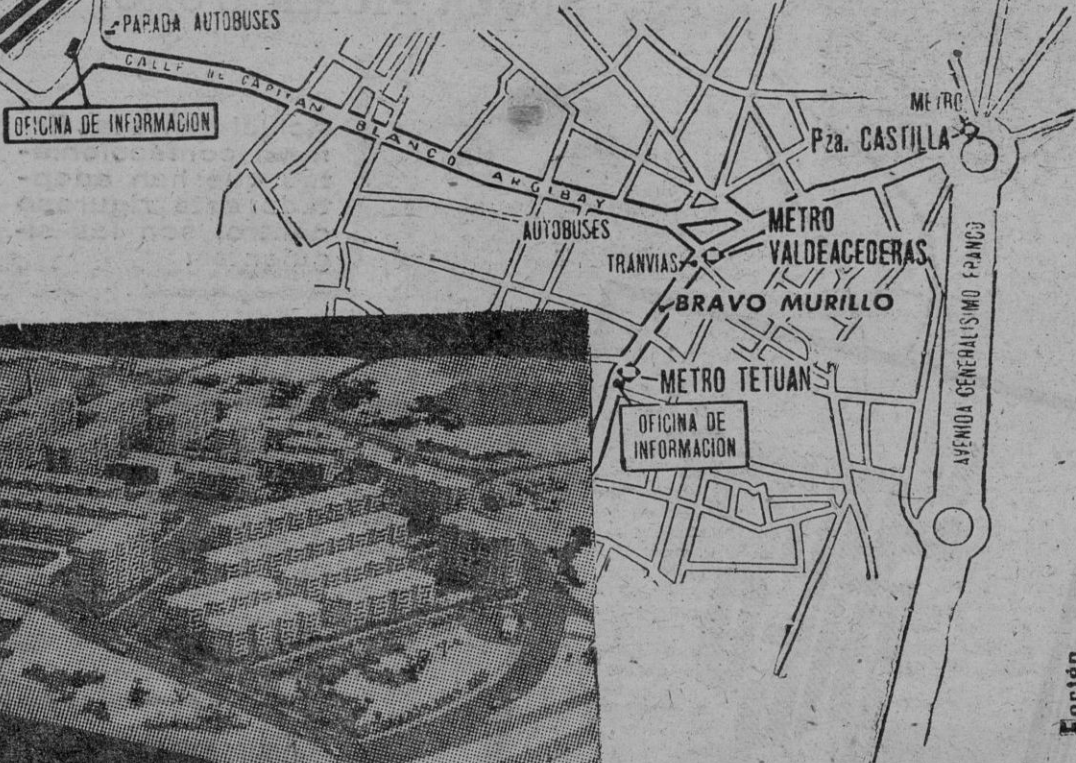 PARADA AUTOBUSES
CALLE DE CAPITAN BLANCO ARGIBAY
OFICINA DE INFORMACION
METRO
Pza. CASTILLA
METRO
VALDEACEDERAS
AUTOBUSES
TRANVIAS
BRAVO MURILLO
METRO TETUAN
OFICINA DE
INFORMACION
AVENIDA GENERALISIMO FRANCO